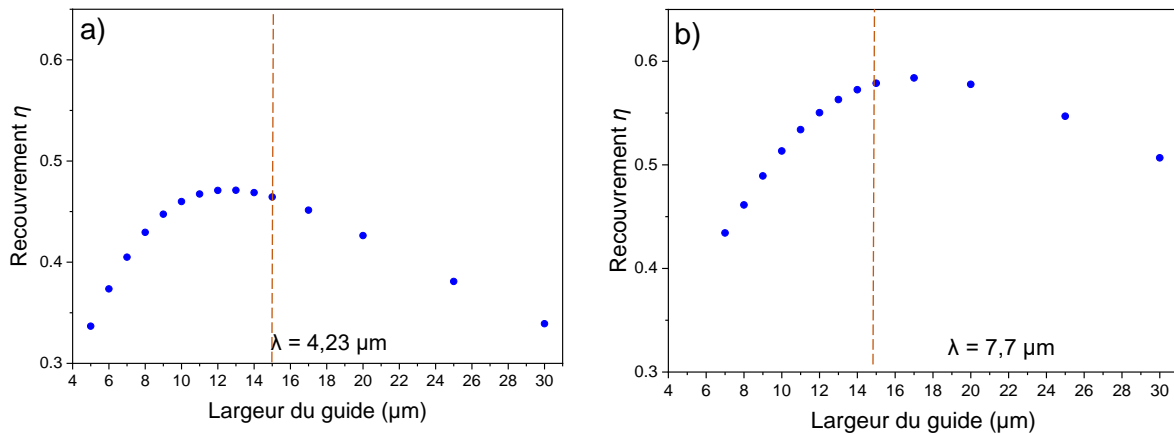 a)
0.6
0.5
0.4
0.3
Recouvrement η
λ = 4,23 µm
4 6 8 10 12 14 16 18 20 22 24 26 28 30
Largeur du guide (µm)
b)
0.6
0.5
0.4
0.3
Recouvrement η
λ = 7,7 µm
4 6 8 10 12 14 16 18 20 22 24 26 28 30
Largeur du guide (µm)